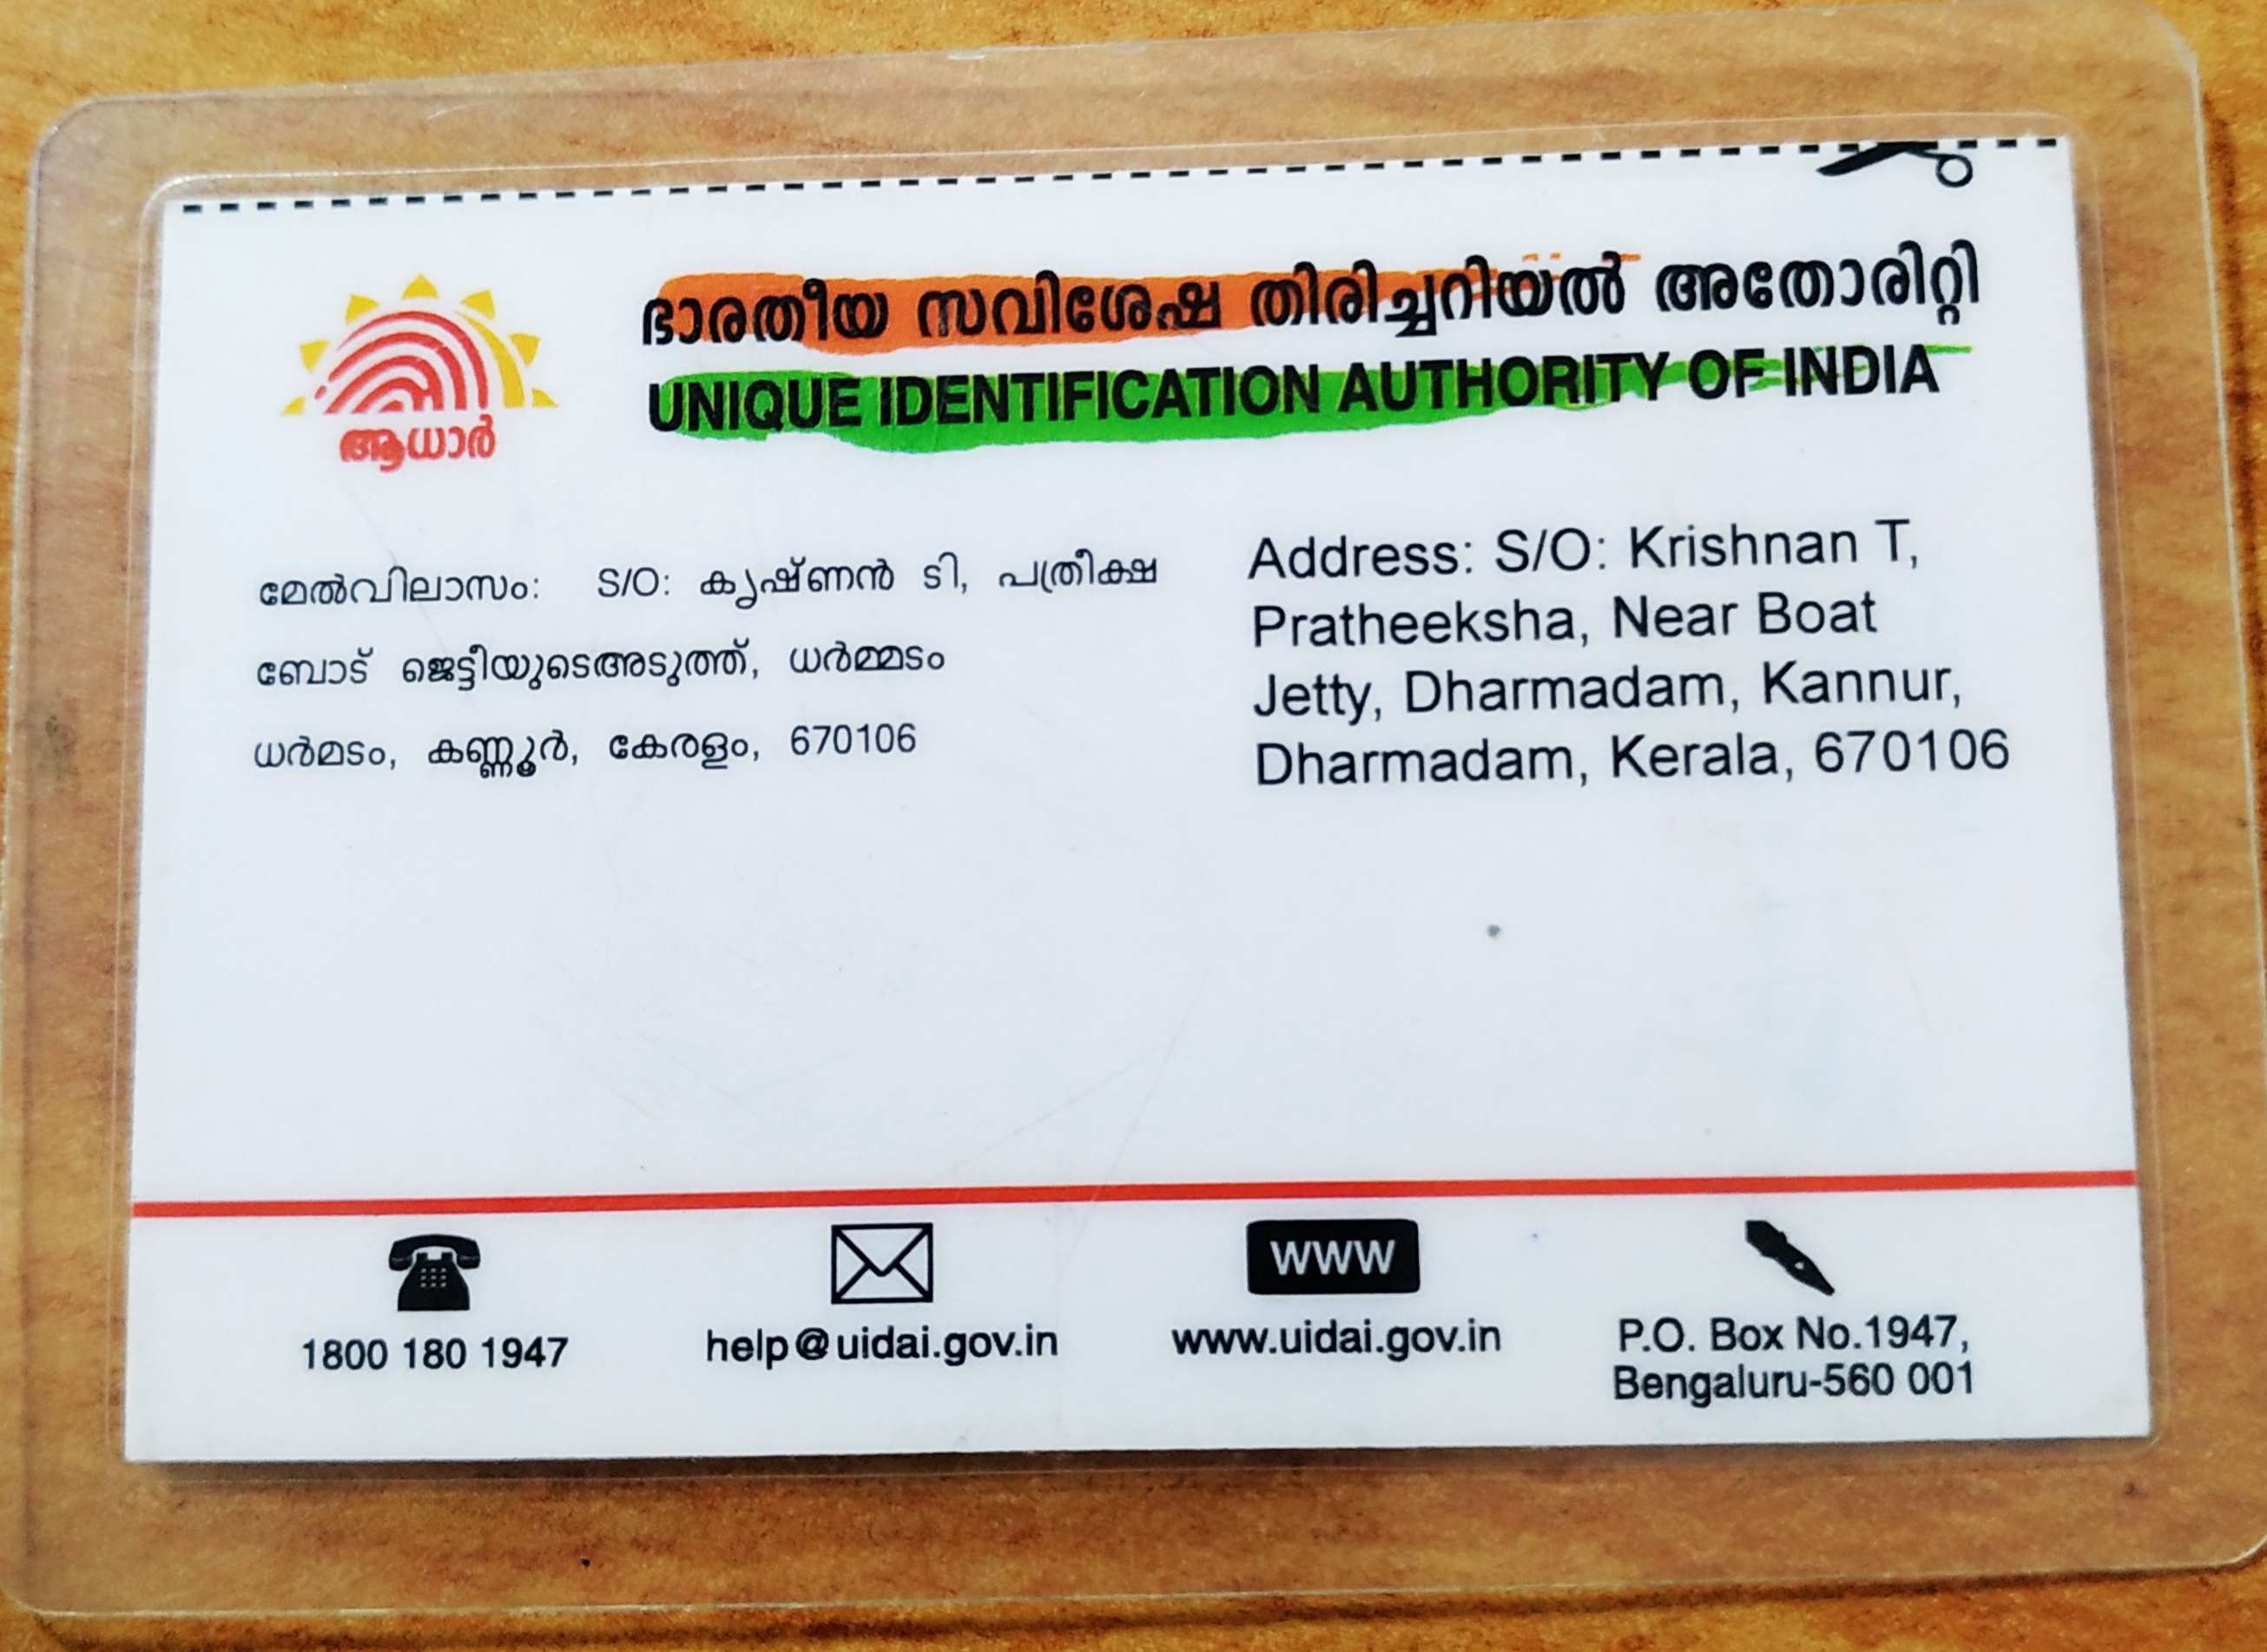 ആധാർ
ഭാരതീയ സവിശേഷ തിരിച്ചറിയൽ അതോരിറ്റി
UNIQUE IDENTIFICATION AUTHORITY OF INDIA
മേൽവിലാസം: S/O: കൃഷ്ണൻ ടി, പത്രീക്ഷ
ബോട് ജെട്ടീയുടെഅടുത്ത്, ധർമ്മടം
ധർമടം, കണ്ണൂർ, കേരളം, 670106
Address: S/O: Krishnan T,
Pratheeksha, Near Boat
Jetty, Dharmadam, Kannur,
Dharmadam, Kerala, 670106
WWW
1800 180 1947
help@uidai.gov.in
www.uidai.gov.in
P.O. Box No.1947,
Bengaluru-560 001